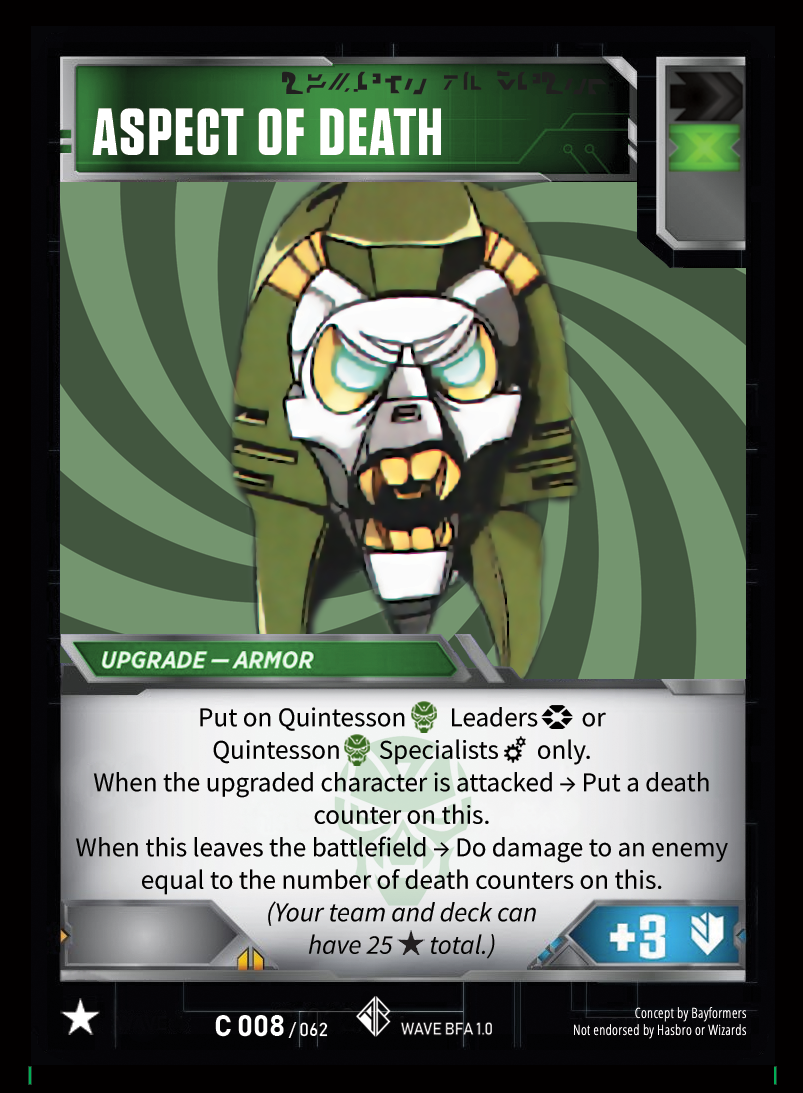 ASPECT OF DEATH
UPGRADE — ARMOR
Put on Quintesson Leaders or
Quintesson Specialists only.
When the upgraded character is attacked → Put a death
counter on this.
When this leaves the battlefield → Do damage to an enemy
equal to the number of death counters on this.
(Your team and deck can
have 25 ★ total.)
+3
C 008/062
WAVE BFA 1.0
Concept by Bayformers
Not endorsed by Hasbro or Wizards